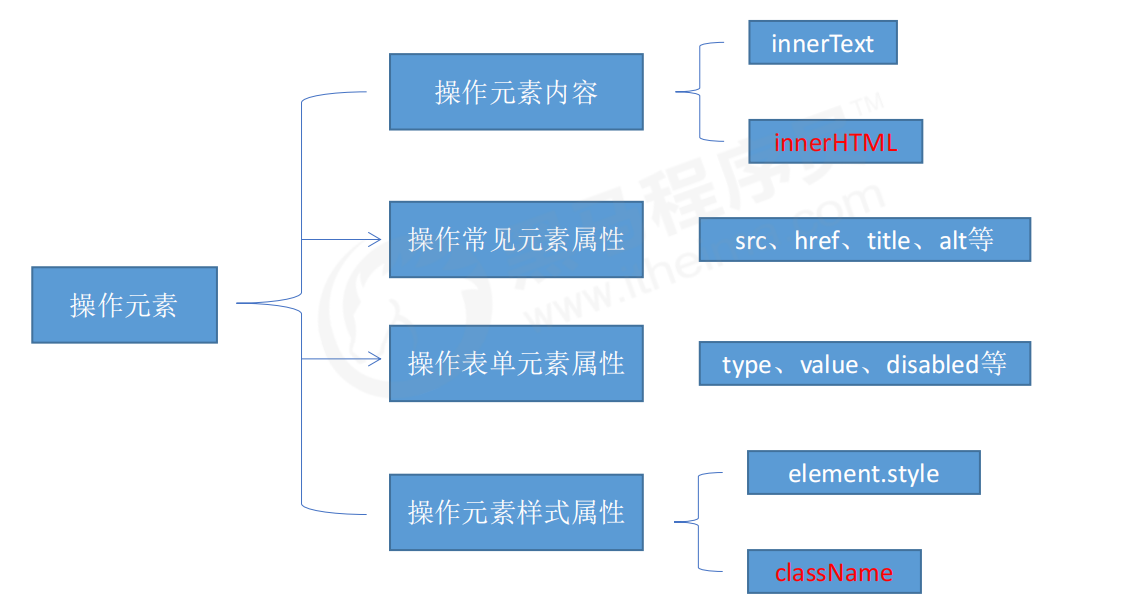 操作元素
操作元素内容
innerText
innerHTML
操作常见元素属性
src、href、title、alt等
操作表单元素属性
type、value、disabled等
操作元素样式属性
element.style
className